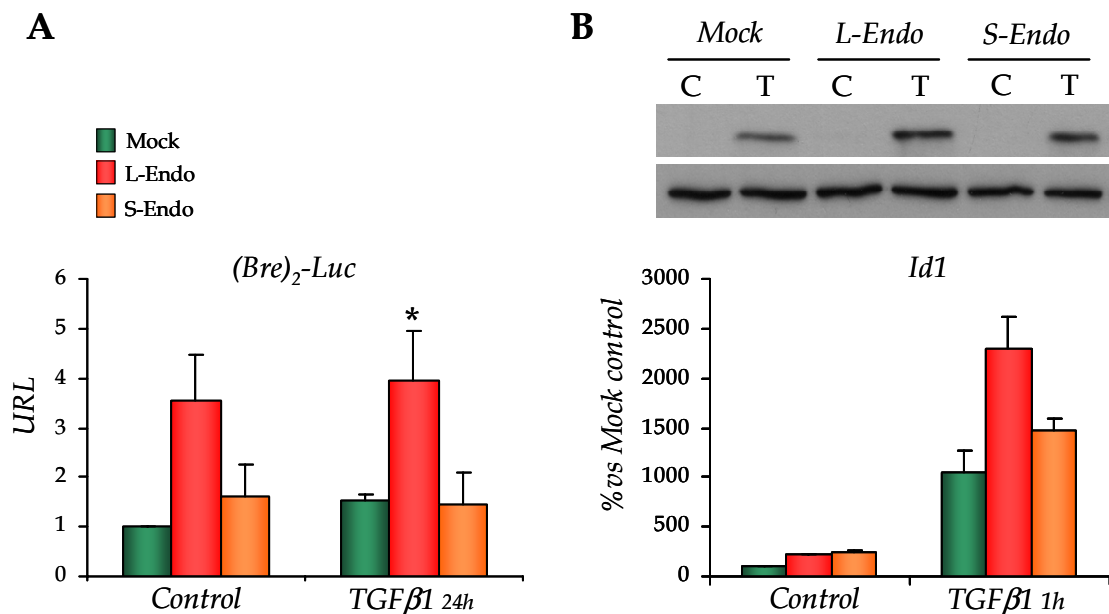 A
Mock
L-Endo
S-Endo
(Bre)2-Luc
URL
6
5
4
3
2
1
0
*
Control
TGFβ1 24h
B
Mock L-Endo S-Endo
C T C T C T
Id1
% vs Mock control
3000
2500
2000
1500
1000
500
0
Control
TGFβ1 1h